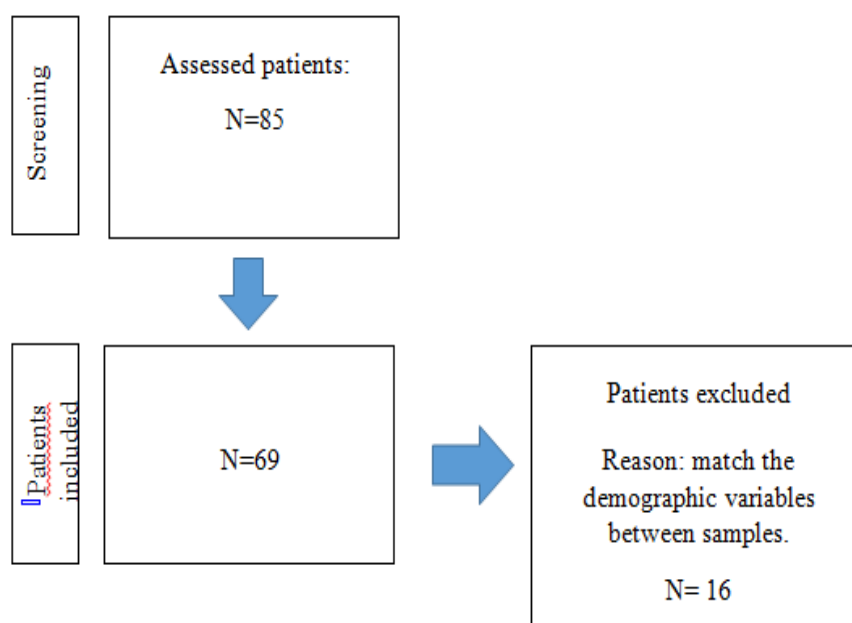 Screening
Assessed patients:
N=85
Patients
included
N=69
Patients excluded
Reason: match the
demographic variables
between samples.
N= 16